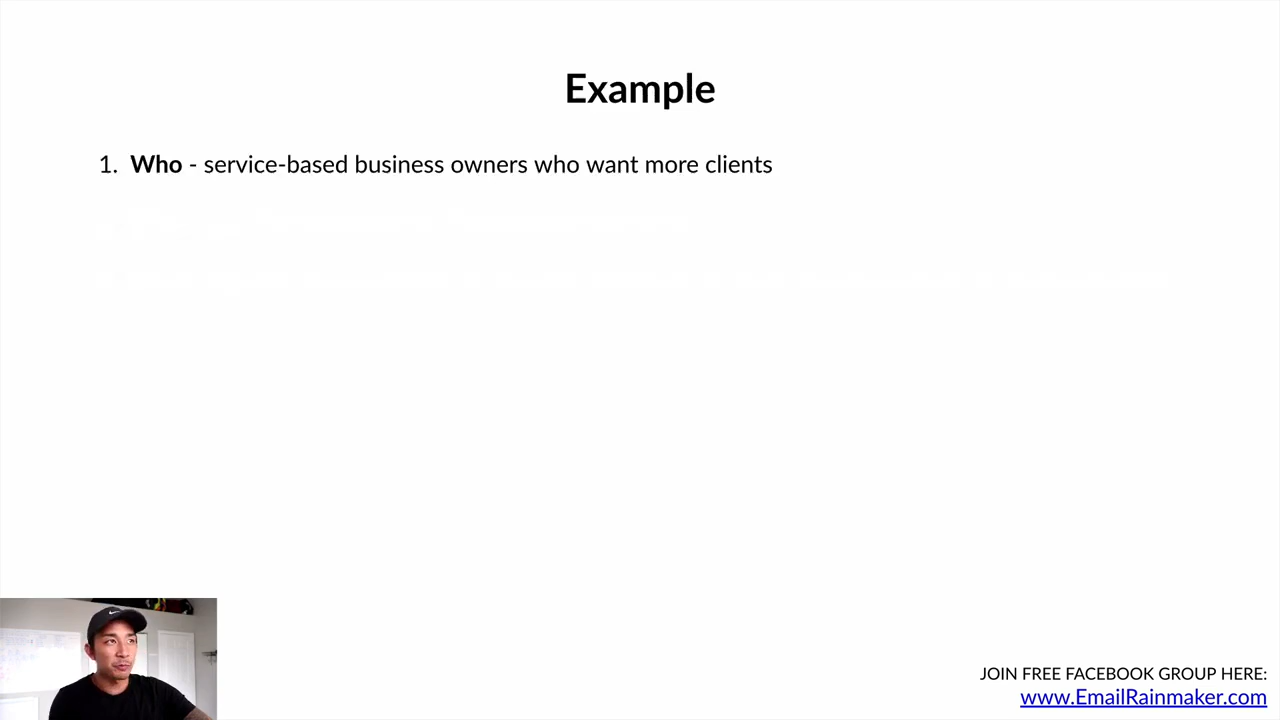 Example
1. Who - service-based business owners who want more clients
JOIN FREE FACEBOOK GROUP HERE:
www.EmailRainmaker.com